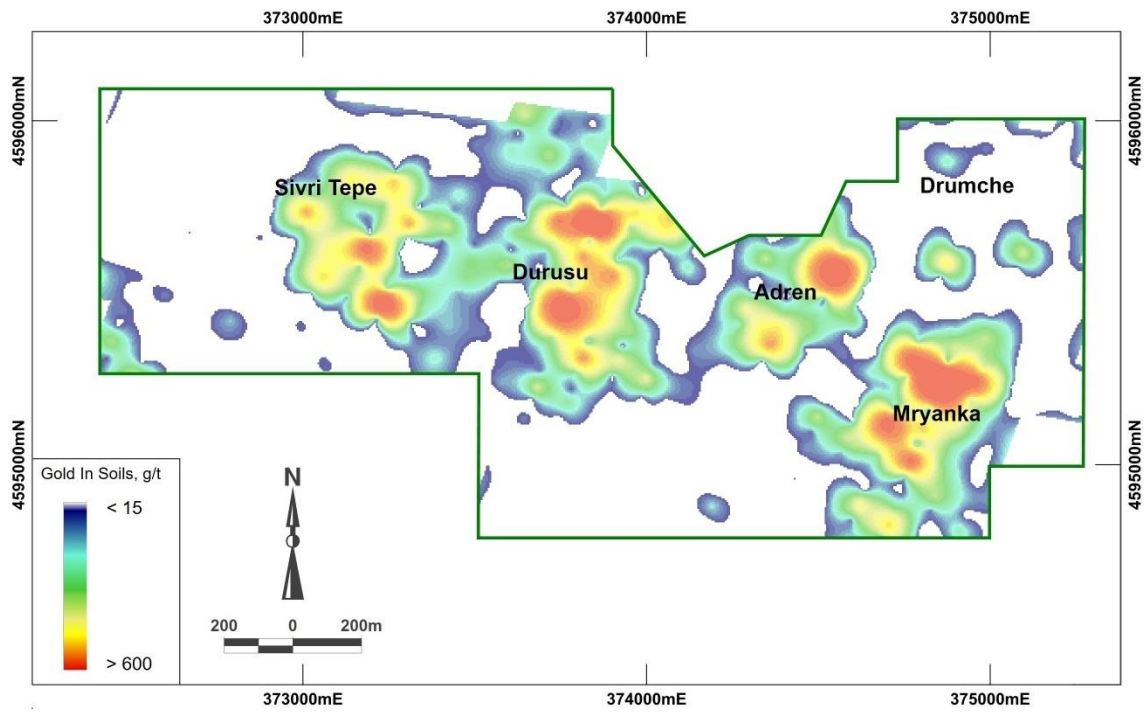 373000mE 374000mE 375000mE
4596000mN 4596000mN
Drumche
Sivri Tepe
Durusu
Adren
Mryanka
4595000mN 4595000mN
Gold In Soils, g/t
< 15
> 600
N
200 0 200m
373000mE 374000mE 375000mE